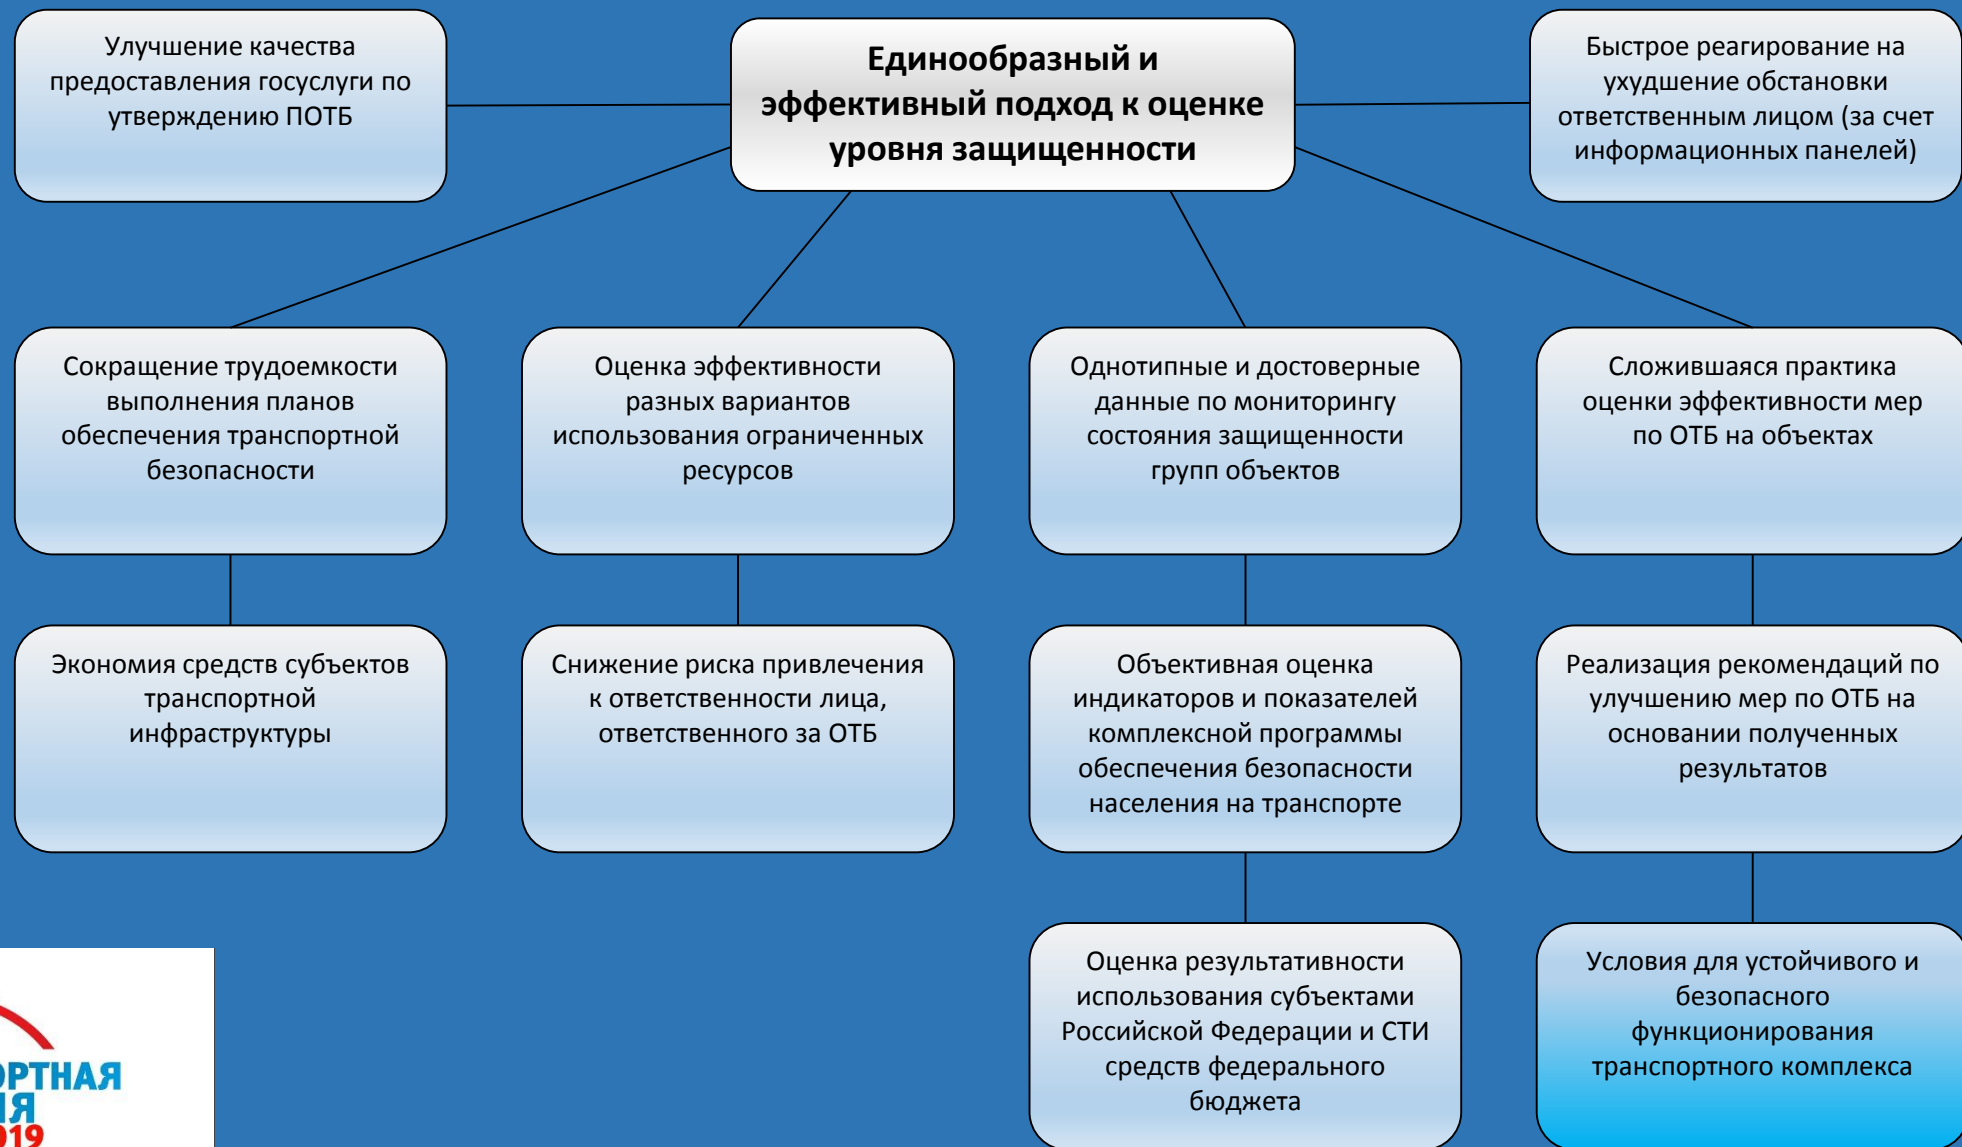 Улучшение качества
предоставления госуслуги по
утверждению ПОТБ
Единообразный и
эффективный подход к оценке
уровня защищенности
Быстрое реагирование на
ухудшение обстановки
ответственным лицом (за счет
информационных панелей)
Сокращение трудоемкости
выполнения планов
обеспечения транспортной
безопасности
Оценка эффективности
разных вариантов
использования ограниченных
ресурсов
Однотипные и достоверные
данные по мониторингу
состояния защищенности
групп объектов
Сложившаяся практика
оценки эффективности мер
по ОТБ на объектах
Экономия средств субъектов
транспортной
инфраструктуры
Снижение риска привлечения
к ответственности лица,
ответственного за ОТБ
Объективная оценка
индикаторов и показателей
комплексной программы
обеспечения безопасности
населения на транспорте
Реализация рекомендаций по
улучшению мер по ОТБ на
основании полученных
результатов
Оценка результативности
использования субъектами
Российской Федерации и СТИ
средств федерального
бюджета
Условия для устойчивого и
безопасного
функционирования
транспортного комплекса